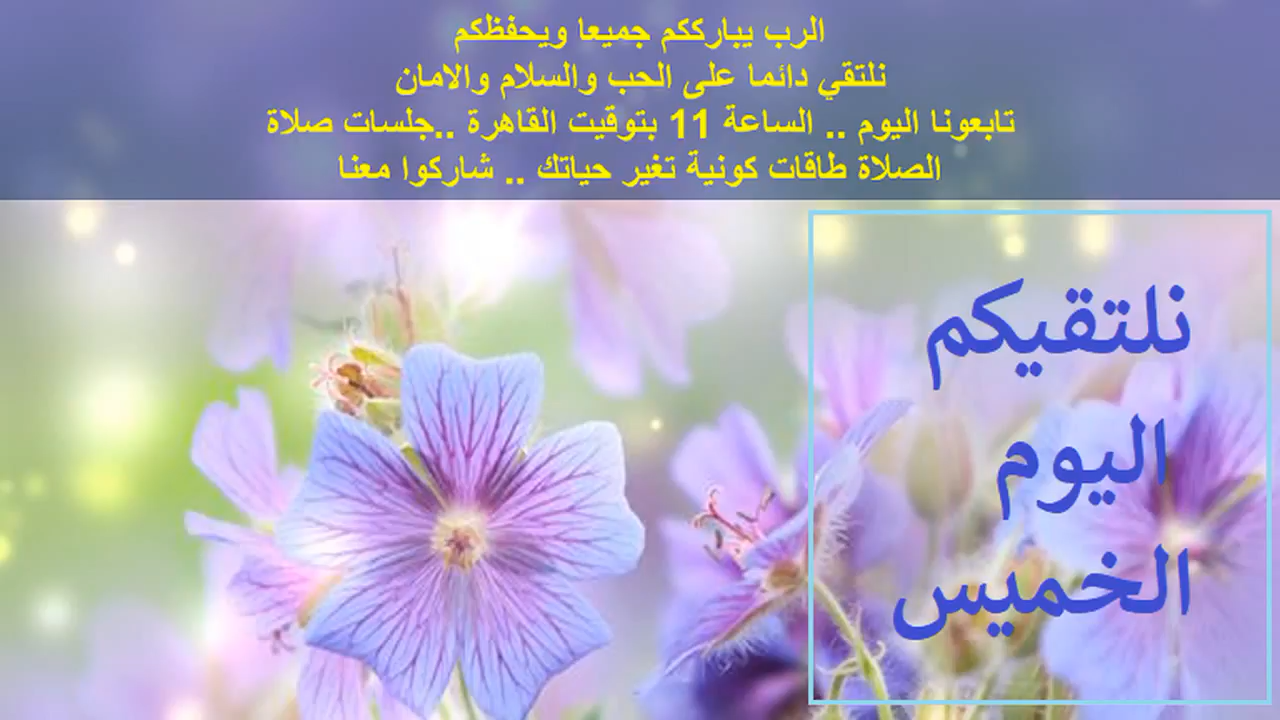 الرب يبارككم جميعا ويحفظكم
نلتقي دائما على الحب والسلام والامان
تابعونا اليوم .. الساعة 11 بتوقيت القاهرة ..جلسات صلاة
الصلاة طاقات كونية تغير حياتك .. شاركوا معنا
نلتقيكم
اليوم
الخميس